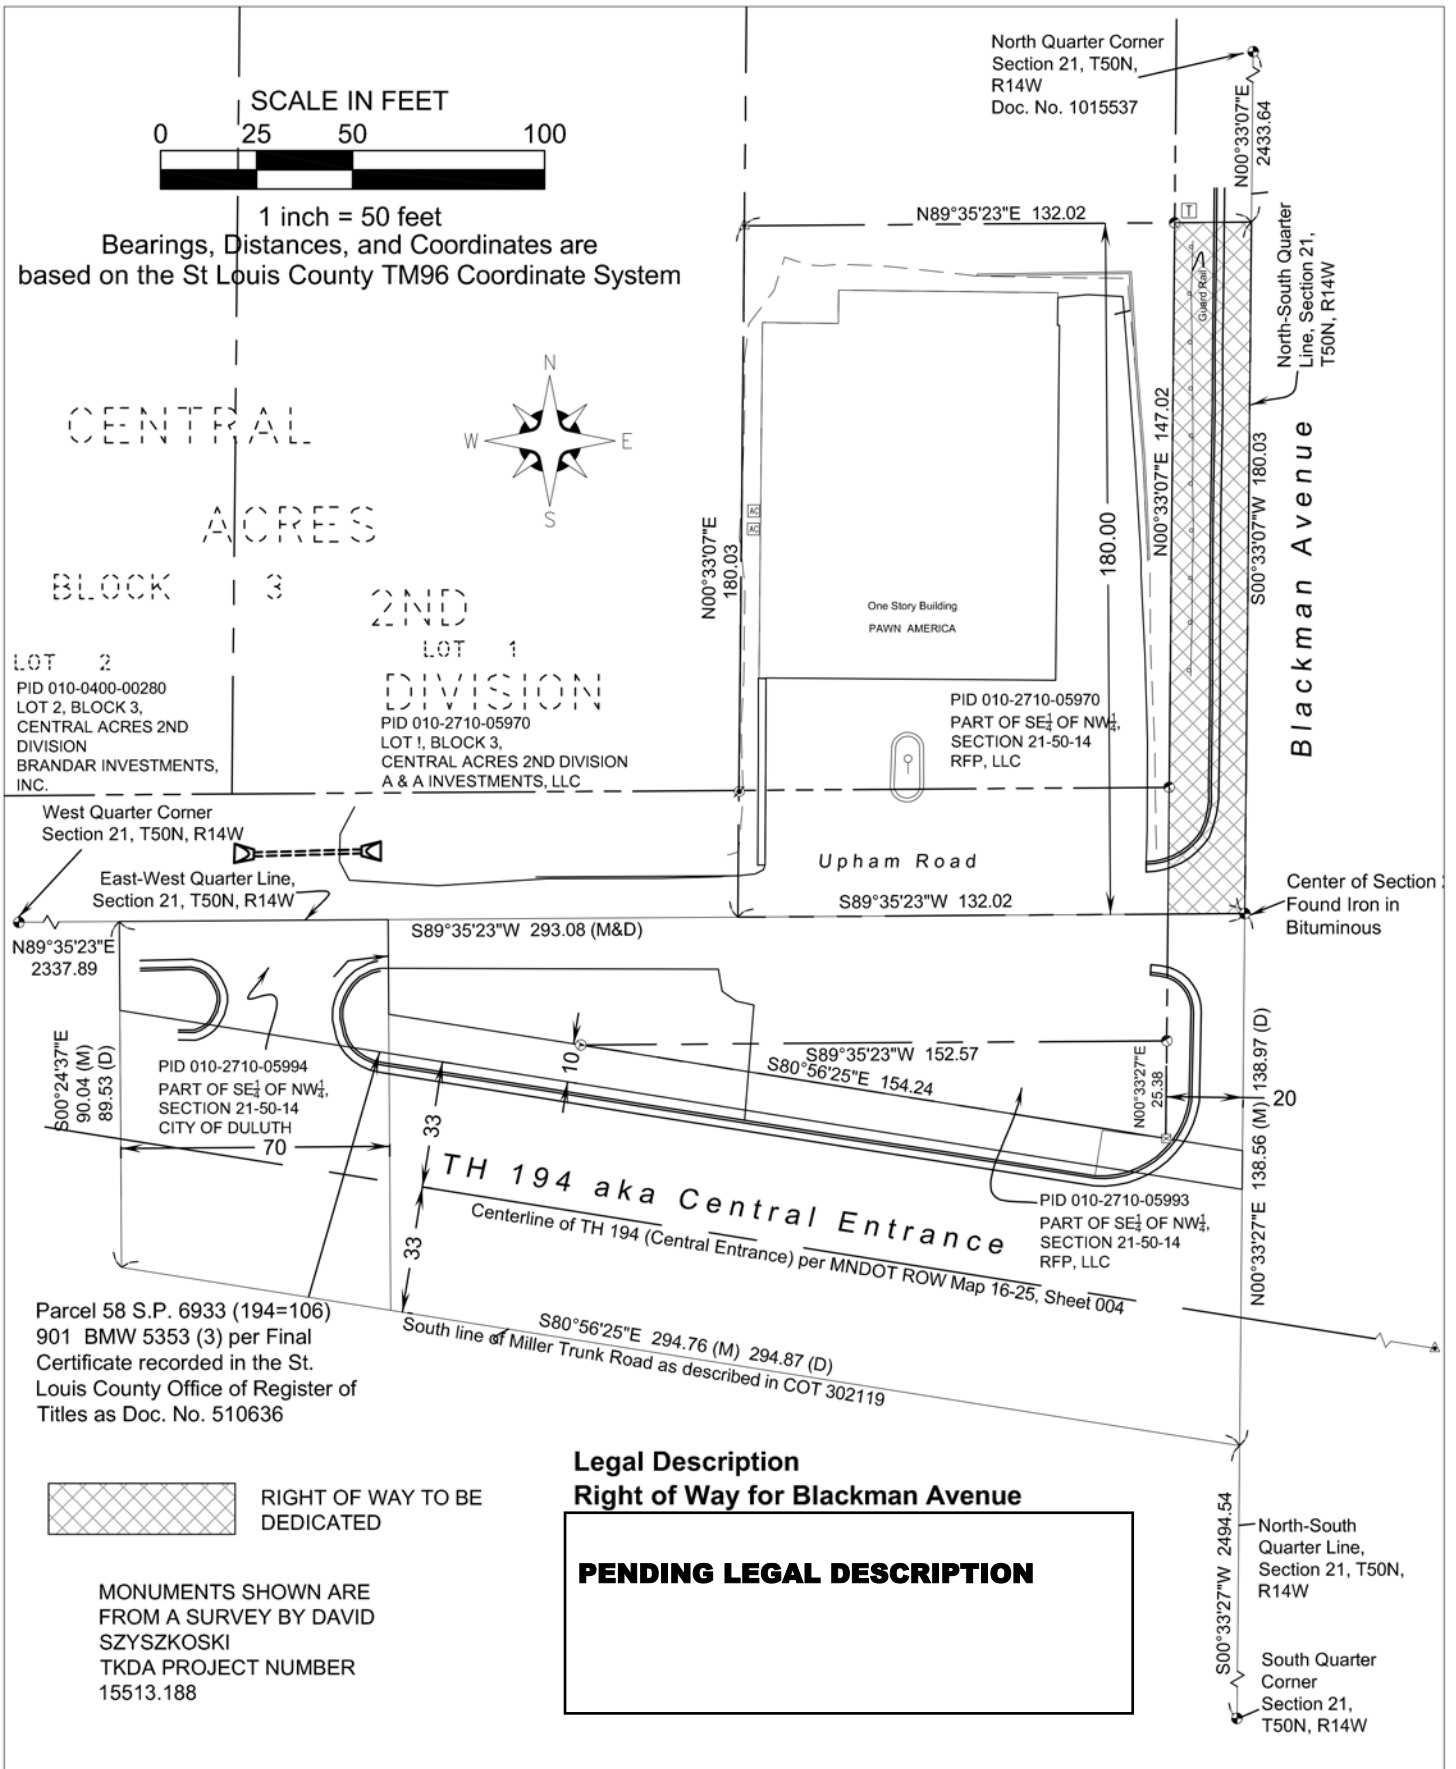 North Quarter Corner
Section 21, T50N,
R14W
Doc. No. 1015537
N00°33'07"E
2433.64
SCALE IN FEET
0 25 50 100
1 inch = 50 feet
Bearings, Distances, and Coordinates are
based on the St Louis County TM96 Coordinate System
N89°35'23"E 132.02
T
Guard Rail
North-South Quarter
Line, Section 21,
T50N, R14W
N
W E
S
CENTRAL
ACRES
BLOCK 3
2ND
DIVISION
LOT 2
PID 010-0400-00280
LOT 2, BLOCK 3,
CENTRAL ACRES 2ND
DIVISION
BRANDAR INVESTMENTS,
INC.
LOT 1
PID 010-2710-05970
LOT !, BLOCK 3,
CENTRAL ACRES 2ND DIVISION
A & A INVESTMENTS, LLC
N00°33'07"E
180.03
AC
AC
One Story Building
PAWN AMERICA
180.00
N00°33'07"E 147.02
S00°33'07"W 180.03
Blackman Avenue
PID 010-2710-05970
PART OF SE1/4 OF NW1/4,
SECTION 21-50-14
RFP, LLC
West Quarter Corner
Section 21, T50N, R14W
East-West Quarter Line,
Section 21, T50N, R14W
Upham Road
S89°35'23"W 132.02
Center of Section
Found Iron in
Bituminous
N89°35'23"E
2337.89
S89°35'23"W 293.08 (M&D)
S00°24'37"E
90.04 (M)
89.53 (D)
PID 010-2710-05994
PART OF SE1/4 OF NW1/4,
SECTION 21-50-14
CITY OF DULUTH
70
10
S89°35'23"W 152.57
S80°56'25"E 154.24
N00°33'27"E
25.38
20
N00°33'27"E 138.56 (M) 138.97 (D)
33
33
TH 194 aka Central Entrance
Centerline of TH 194 (Central Entrance) per MNDOT ROW Map 16-25, Sheet 004
PID 010-2710-05993
PART OF SE1/4 OF NW1/4,
SECTION 21-50-14
RFP, LLC
S80°56'25"E 294.76 (M) 294.87 (D)
South line of Miller Trunk Road as described in COT 302119
Parcel 58 S.P. 6933 (194=106)
901 BMW 5353 (3) per Final
Certificate recorded in the St.
Louis County Office of Register of
Titles as Doc. No. 510636
RIGHT OF WAY TO BE
DEDICATED
Legal Description
Right of Way for Blackman Avenue
PENDING LEGAL DESCRIPTION
MONUMENTS SHOWN ARE
FROM A SURVEY BY DAVID
SZYSZKOSKI
TKDA PROJECT NUMBER
15513.188
S00°33'27"W 2494.54
North-South
Quarter Line,
Section 21, T50N,
R14W
South Quarter
Corner
Section 21,
T50N, R14W